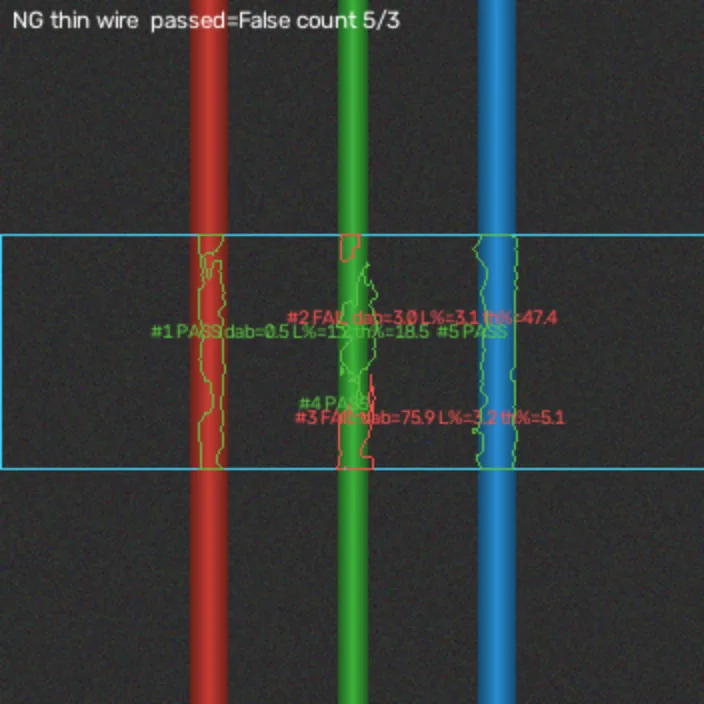 NG thin wire passed=False count 5/3
#2 FAIL dab=3.0 L%=3.1 th%=47.4
#1 PASS dab=0.5 L%= th%=18.5 #5 PASS
#4 PASS
#3 FAIL dab=75.9 L%=3.2 th%=5.1